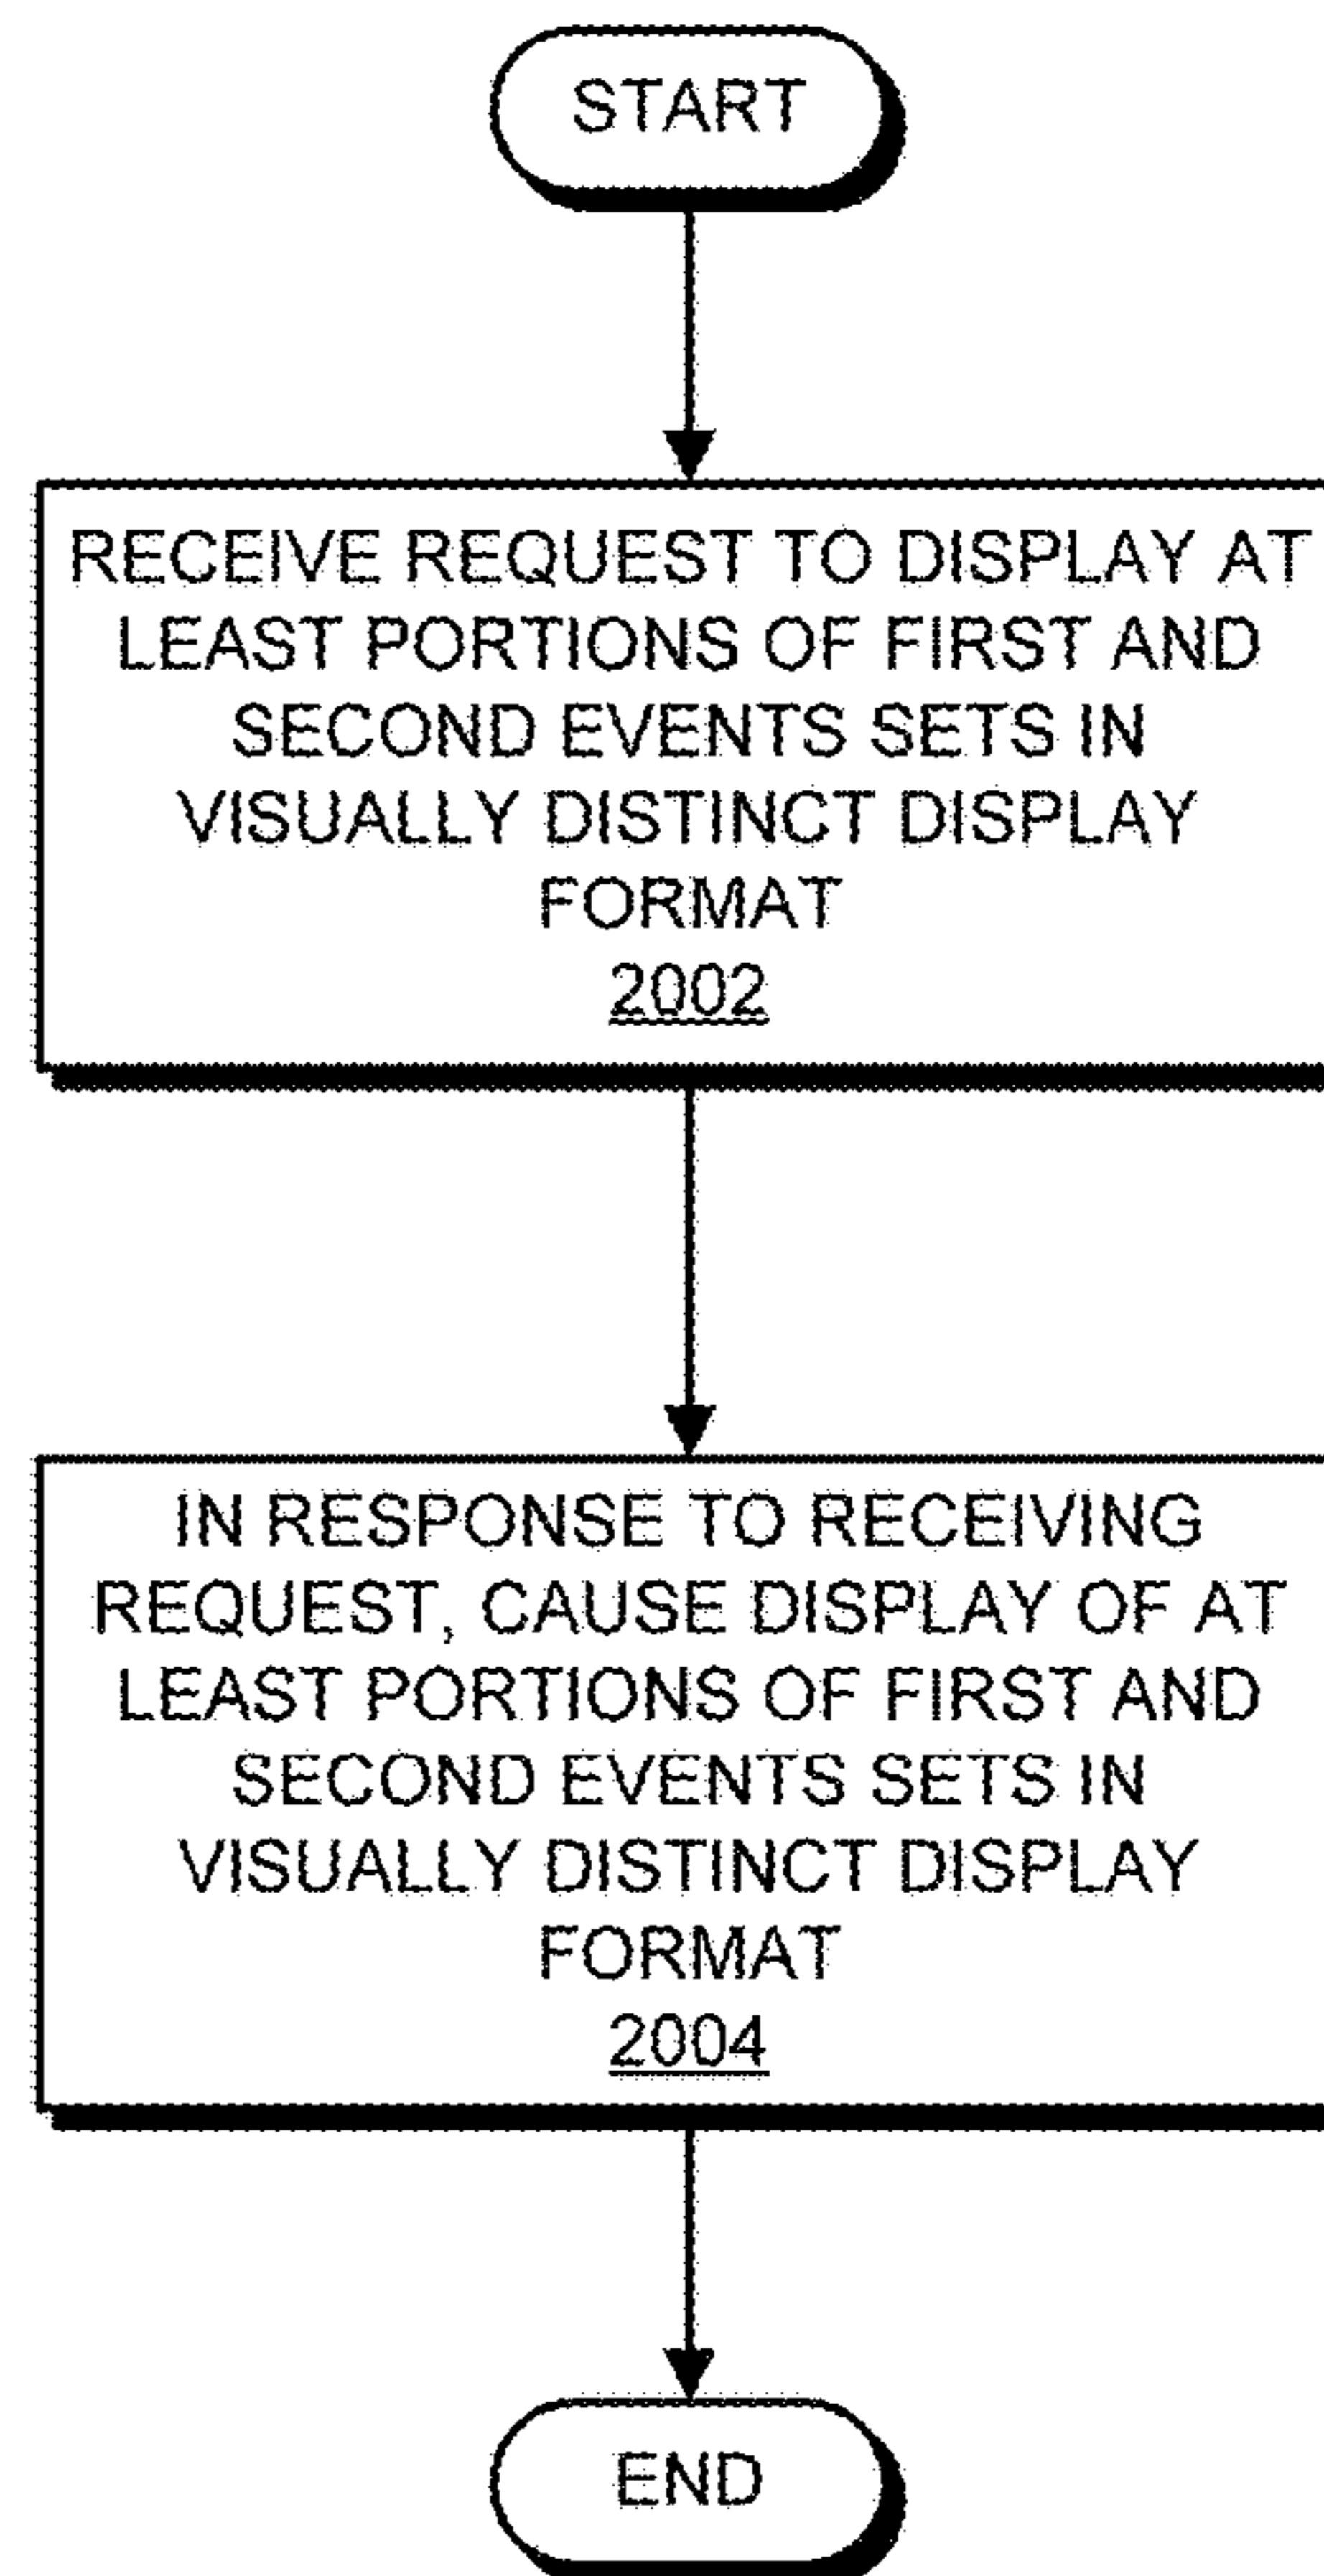 START
RECEIVE REQUEST TO DISPLAY AT
LEAST PORTIONS OF FIRST AND
SECOND EVENTS SETS IN
VISUALLY DISTINCT DISPLAY
FORMAT
2002
IN RESPONSE TO RECEIVING
REQUEST, CAUSE DISPLAY OF AT
LEAST PORTIONS OF FIRST AND
SECOND EVENTS SETS IN
VISUALLY DISTINCT DISPLAY
FORMAT
2004
END